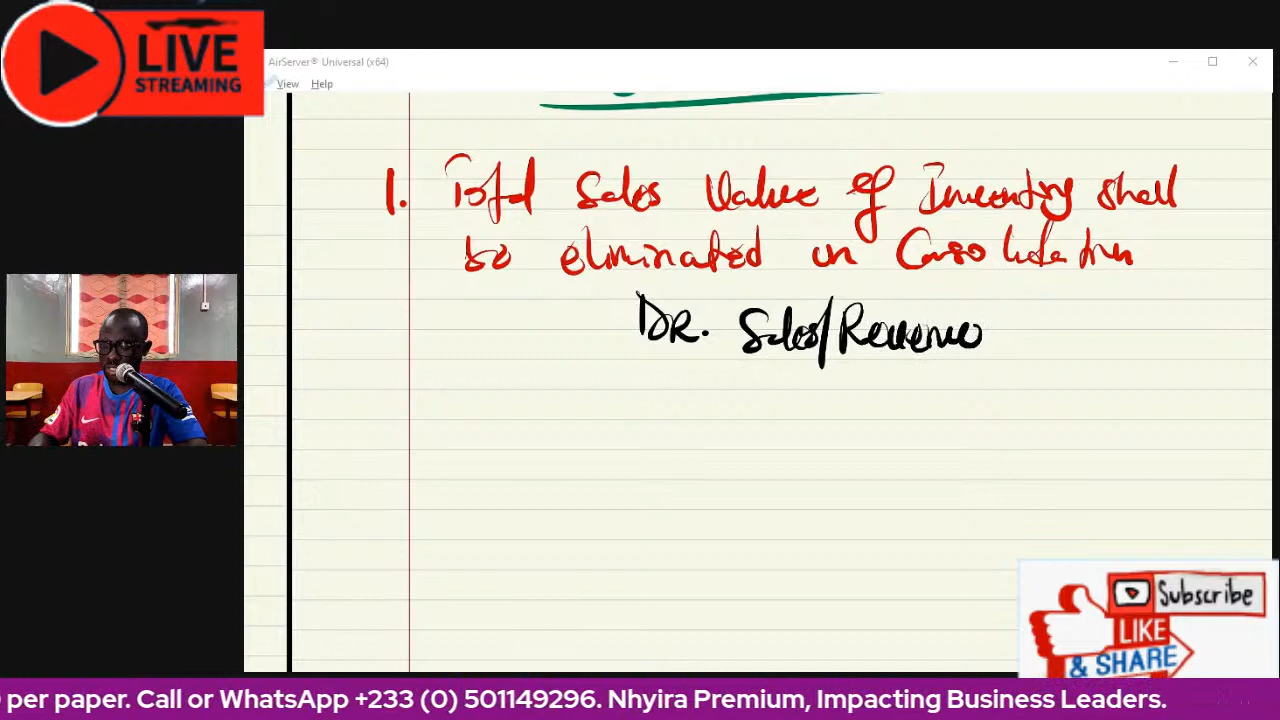 LIVE
STREAMING
AirServer® Universal (x64)
View Help
1. Total Sales Value of Inventory shall
be eliminated on Consolidation
DR. Sales/Revenue
Subscribe
LIKE
& SHARE
per paper. Call or WhatsApp +233 (0) 501149296. Nhyira Premium, Impacting Business Leaders.